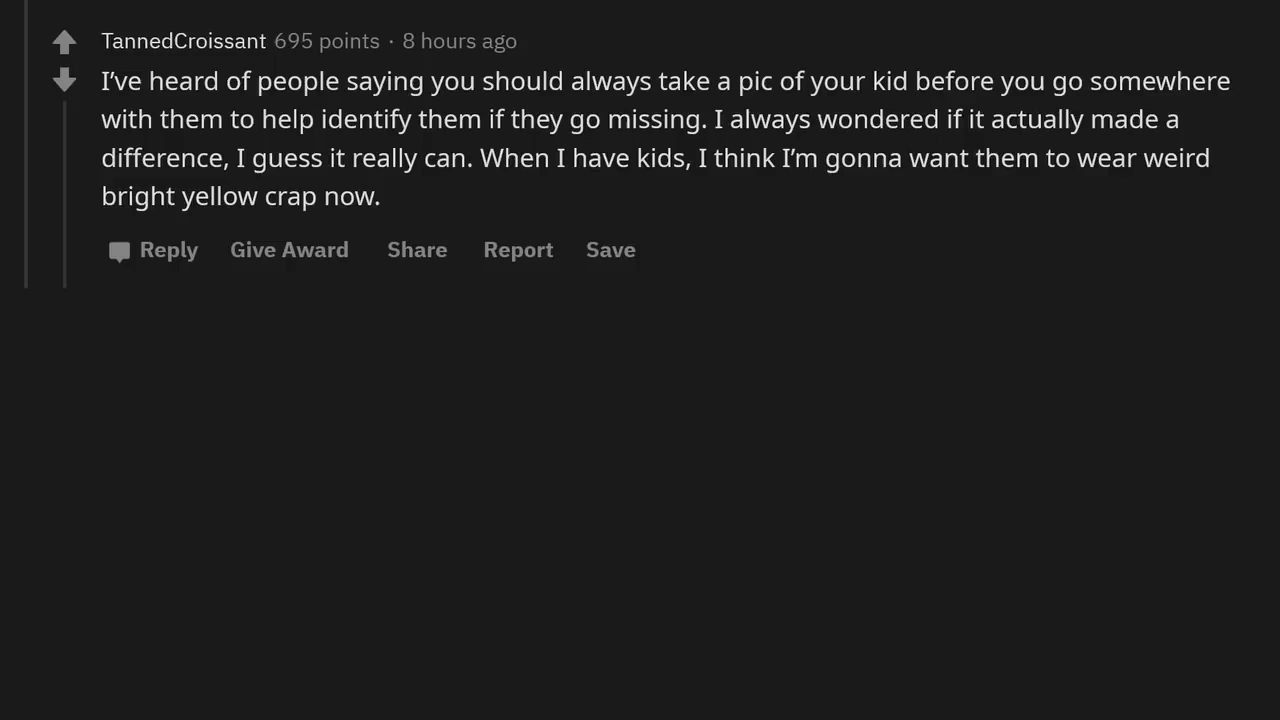 TannedCroissant 695 points · 8 hours ago
I’ve heard of people saying you should always take a pic of your kid before you go somewhere
with them to help identify them if they go missing. I always wondered if it actually made a
difference, I guess it really can. When I have kids, I think I’m gonna want them to wear weird
bright yellow crap now.
Reply Give Award Share Report Save